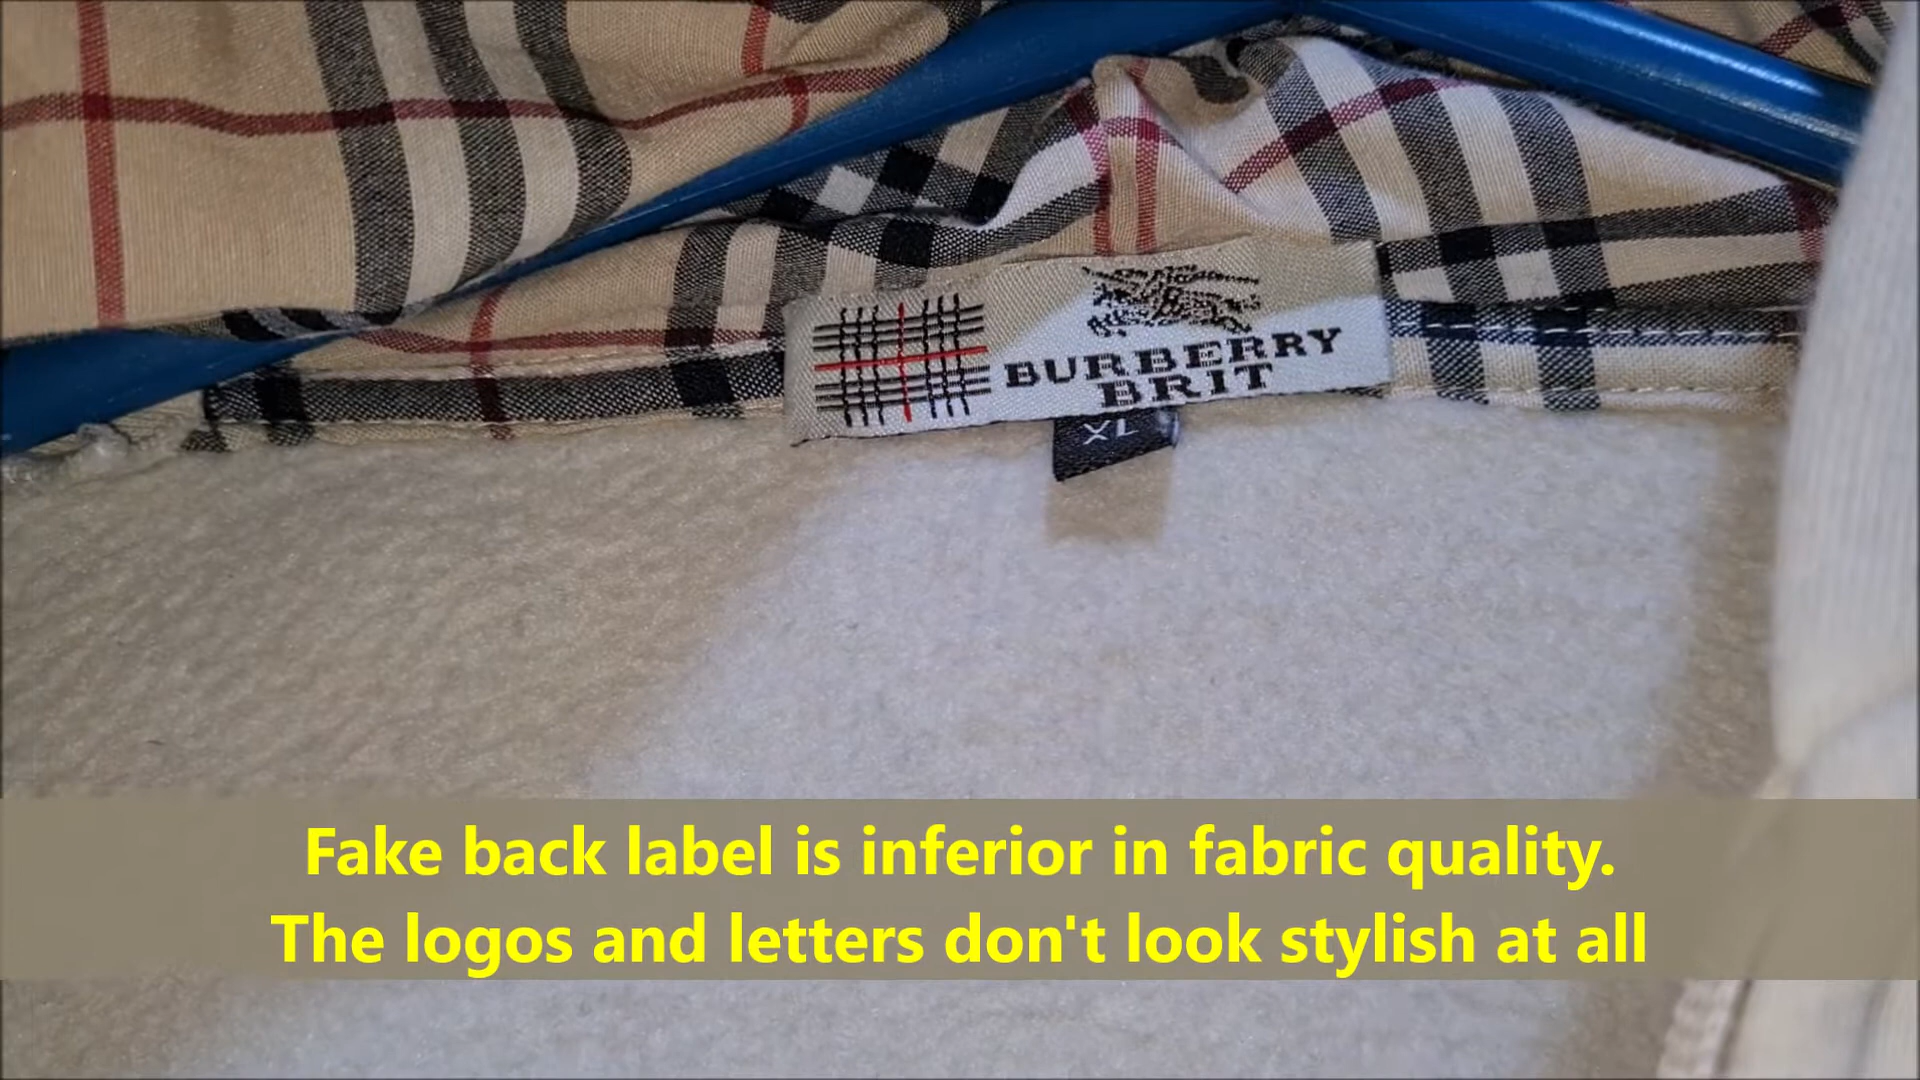 BURBERRY
BRIT
XL
Fake back label is inferior in fabric quality.
The logos and letters don't look stylish at all